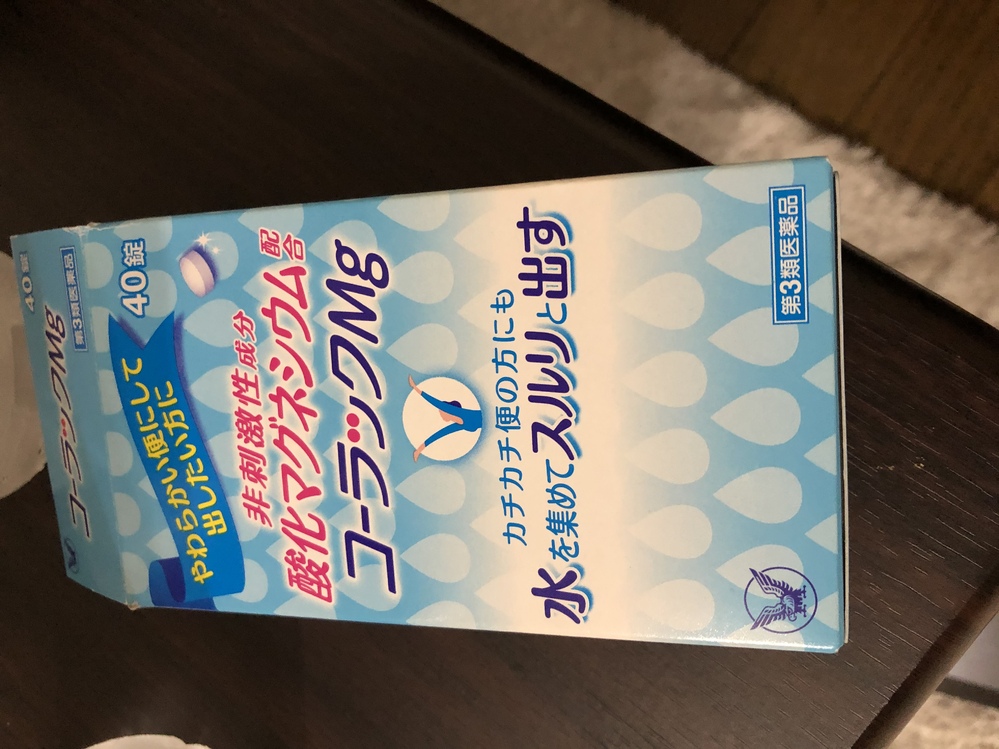 40錠
第3類医薬品
コーラックMg
やわらかい便にして
出したい方に
40錠
非刺激性成分
酸化マグネシウム配合
コーラックMg
カチカチ便の方にも
水を集めてスルリと出す
第3類医薬品